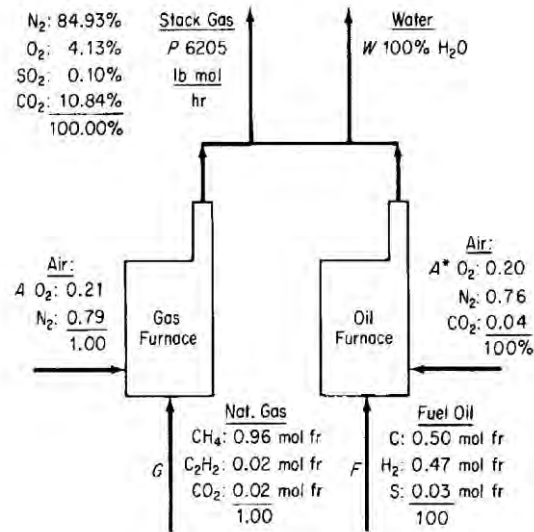 N₂: 84.93%
O₂: 4.13%
SO₂: 0.10%
CO₂: 10.84%
100.00%
Stack Gas
P 6205
lb mol
hr
Water
W 100% H₂O
Air:
A O₂: 0.21
N₂: 0.79
1.00
Gas
Furnace
Oil
Furnace
Air:
A* O₂: 0.20
N₂: 0.76
CO₂: 0.04
100%
G
Nat. Gas
CH₄: 0.96 mol fr
C₂H₂: 0.02 mol fr
CO₂: 0.02 mol fr
1.00
F
Fuel Oil
C: 0.50 mol fr
H₂: 0.47 mol fr
S: 0.03 mol fr
100